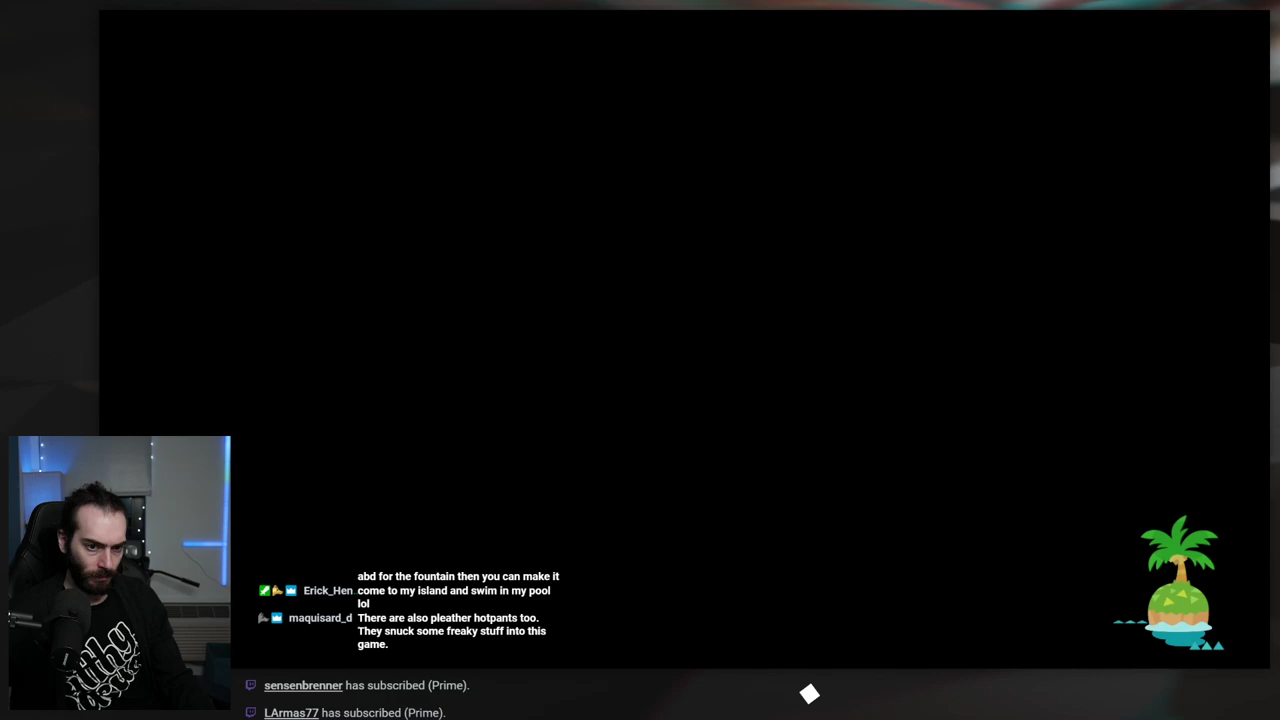 abd for the fountain then you can make it
Erick_Hen come to my island and swim in my pool
lol
maquisard_d There are also pleather hotpants too.
They snuck some freaky stuff into this
game.
sensenbrenner has subscribed (Prime).
LArmas77 has subscribed (Prime).